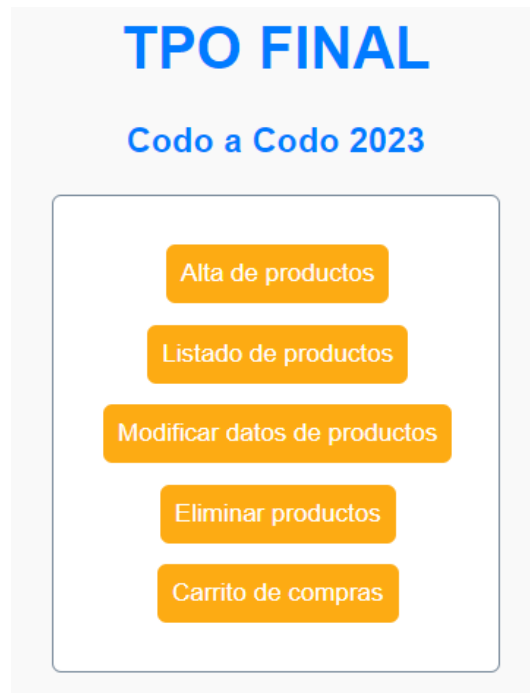 TPO FINAL
Codo a Codo 2023
Alta de productos
Listado de productos
Modificar datos de productos
Eliminar productos
Carrito de compras